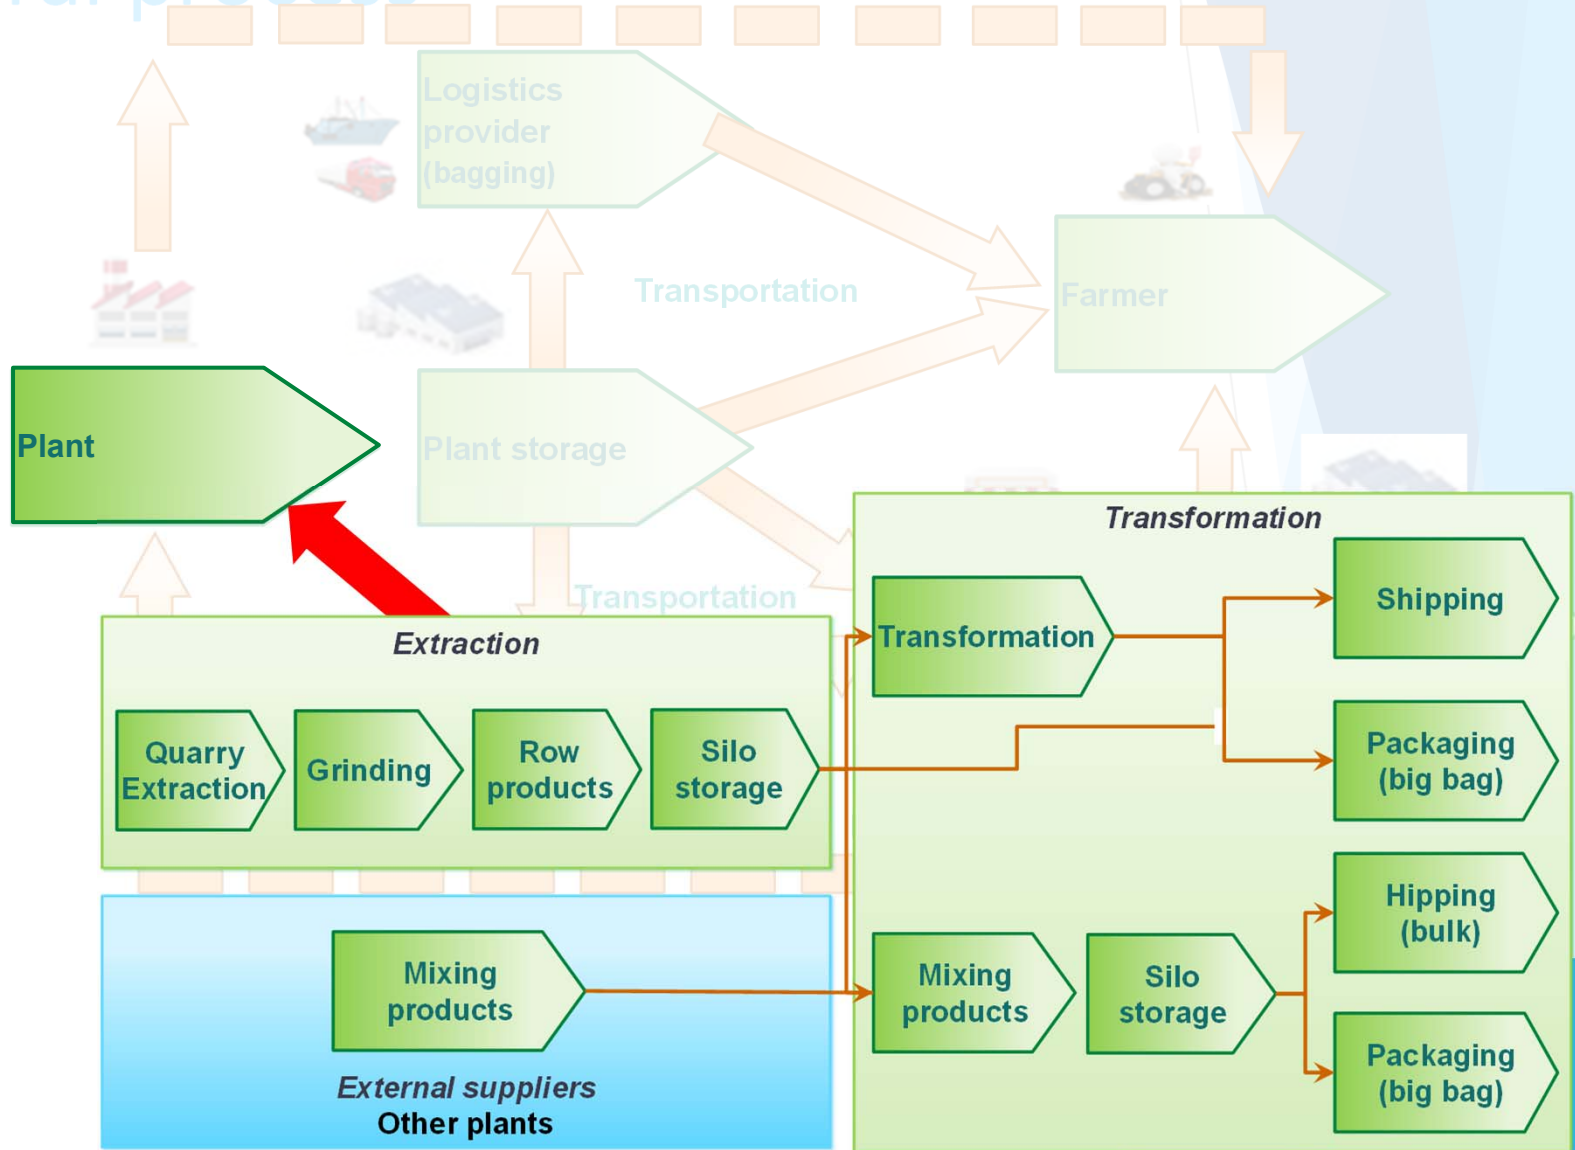 Logistics
provider
(bagging)
Transportation
Farmer
Plant
Plant storage
Transportation
Transformation
Transformation
Shipping
Packaging
(big bag)
Extraction
Quarry
Extraction
Grinding
Row
products
Silo
storage
Mixing
products
External suppliers
Other plants
Mixing
products
Silo
storage
Hipping
(bulk)
Packaging
(big bag)